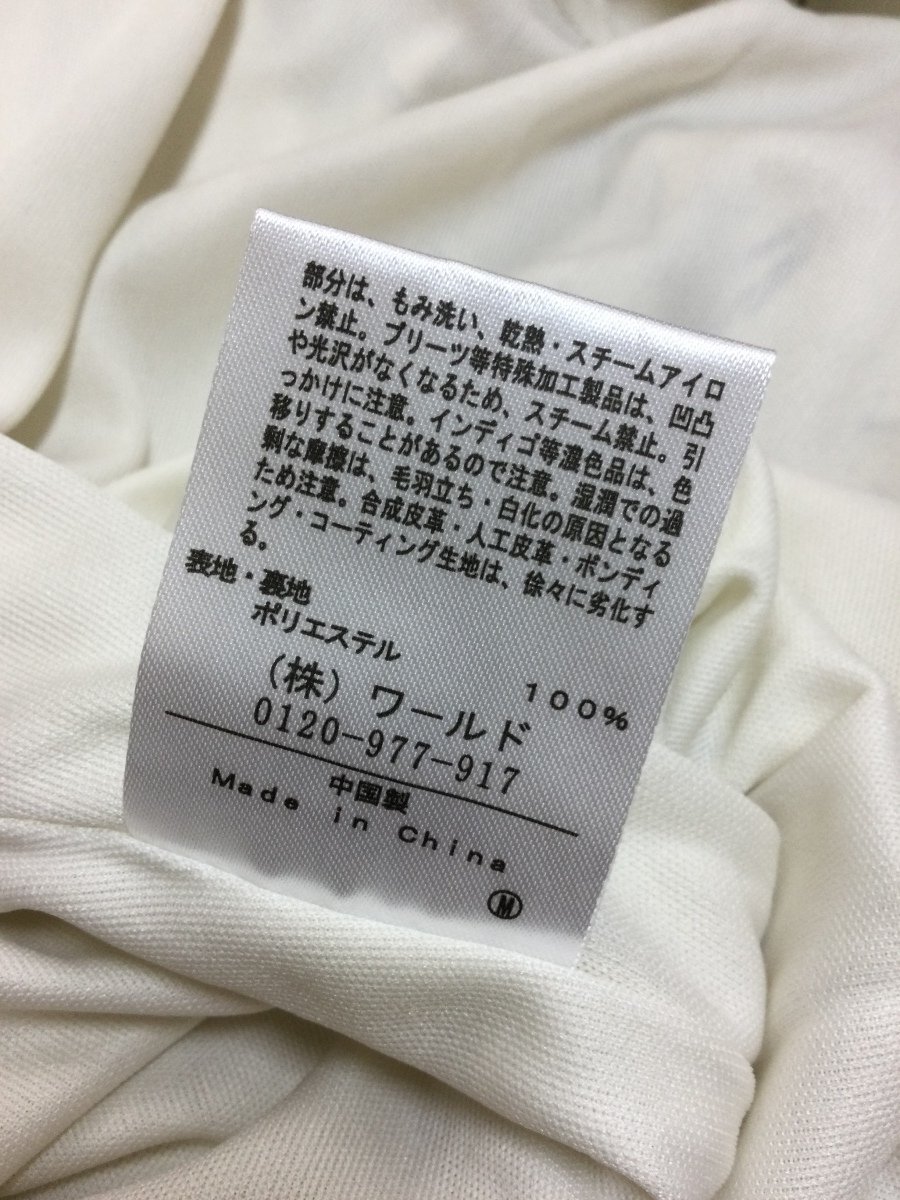 部分は、もみ洗い、乾熱・スチームアイロ
ン禁止。プリーツ等特殊加工製品は、凹凸
や光沢がなくなるため、スチーム禁止。引
っかけに注意。インディゴ等濃色品は、色
移りすることがあるので注意。湿潤での過
剰な摩擦は、毛羽立ち・白化の原因となる
ため注意。合成皮革・人工皮革・ボンディ
ング・コーティング生地は、徐々に劣化す
る。
表地・裏地
ポリエステル 100%
(株) ワールド
0120-977-917
中国製
Made in China
M